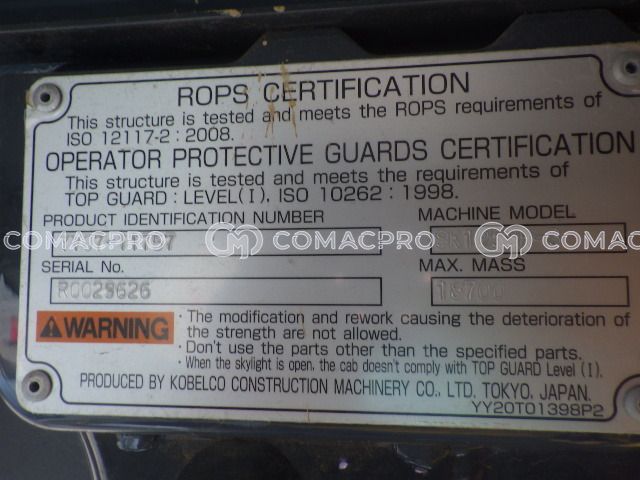 ROPS CERTIFICATION
This structure is tested and meets the ROPS requirements of
ISO 12117-2 : 2008.
OPERATOR PROTECTIVE GUARDS CERTIFICATION
This structure is tested and meets the requirements of
TOP GUARD : LEVEL(I), ISO 10262 : 1998.
PRODUCT IDENTIFICATION NUMBER
MACHINE MODEL
COMACPRO COMACPRO COMACPRO
SERIAL No.
MAX. MASS
R0029626
WARNING
· The modification and rework causing the deterioration of
the strength are not allowed.
· Don't use the parts other than the specified parts.
· When the skylight is open, the cab doesn't comply with TOP GUARD Level (I).
PRODUCED BY KOBELCO CONSTRUCTION MACHINERY CO., LTD. TOKYO, JAPAN.
YY20T01398P2